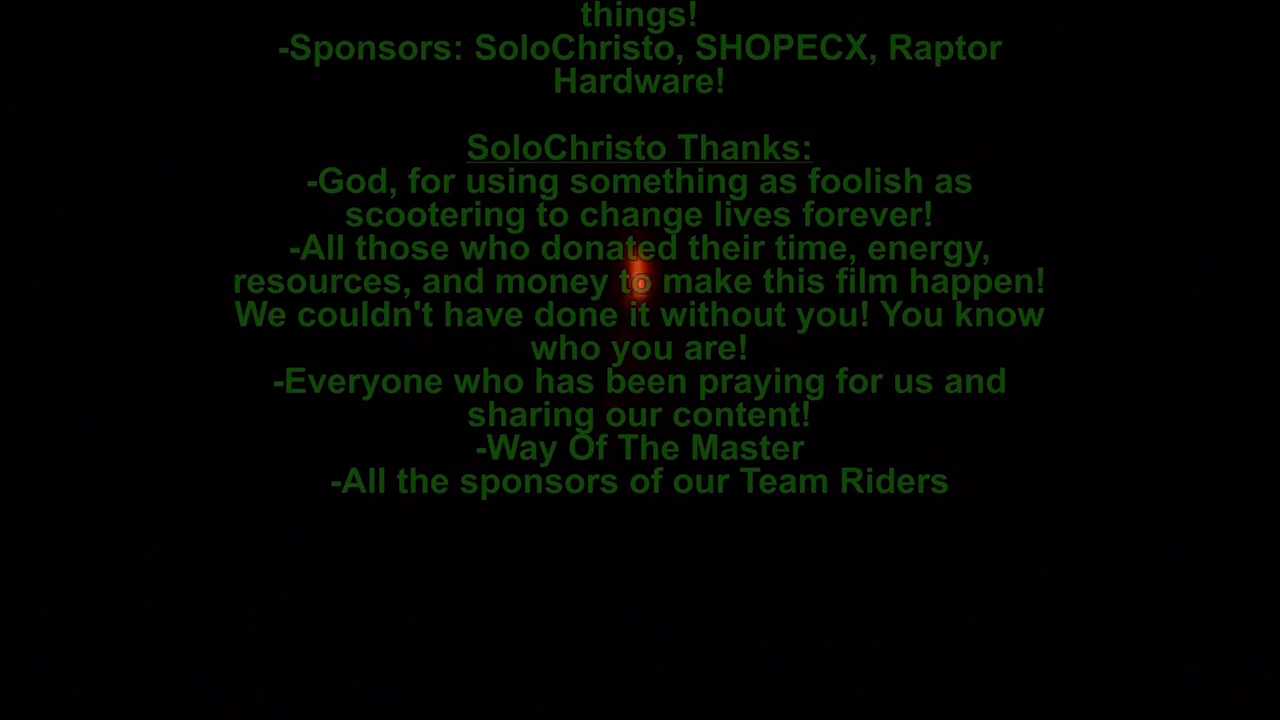 things!
-Sponsors: SoloChristo, SHOPECX, Raptor
Hardware!
SoloChristo Thanks:
-God, for using something as foolish as
scootering to change lives forever!
-All those who donated their time, energy,
resources, and money to make this film happen!
We couldn't have done it without you! You know
who you are!
-Everyone who has been praying for us and
sharing our content!
-Way Of The Master
-All the sponsors of our Team Riders